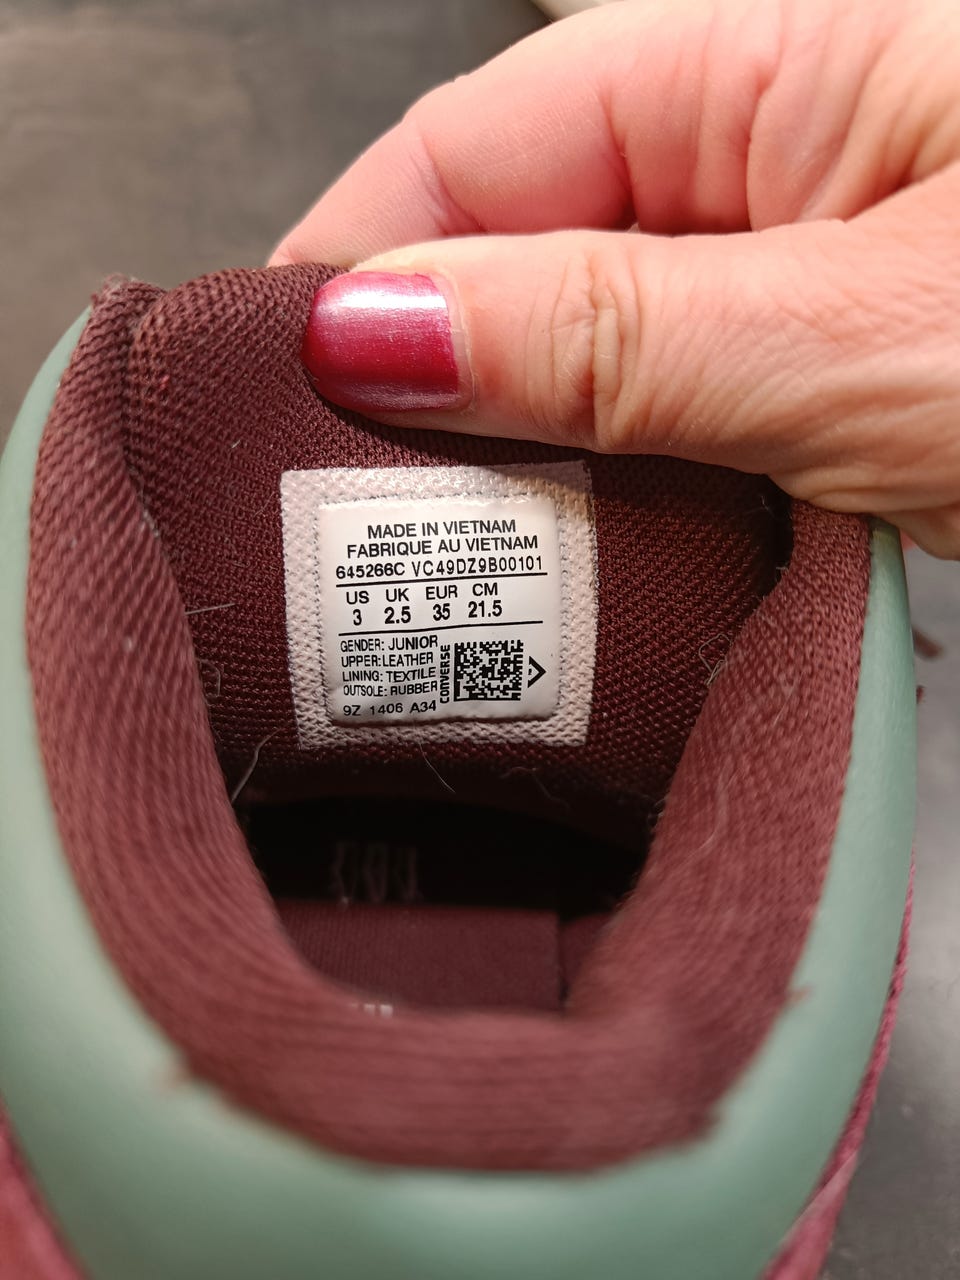 MADE IN VIETNAM
FABRIQUE AU VIETNAM
645266C VC49DZ9B00101
US UK EUR CM
3 2.5 35 21.5
GENDER: JUNIOR
UPPER: LEATHER
LINING: TEXTILE
OUTSOLE: RUBBER
CONVERSE
9Z 1406 A34